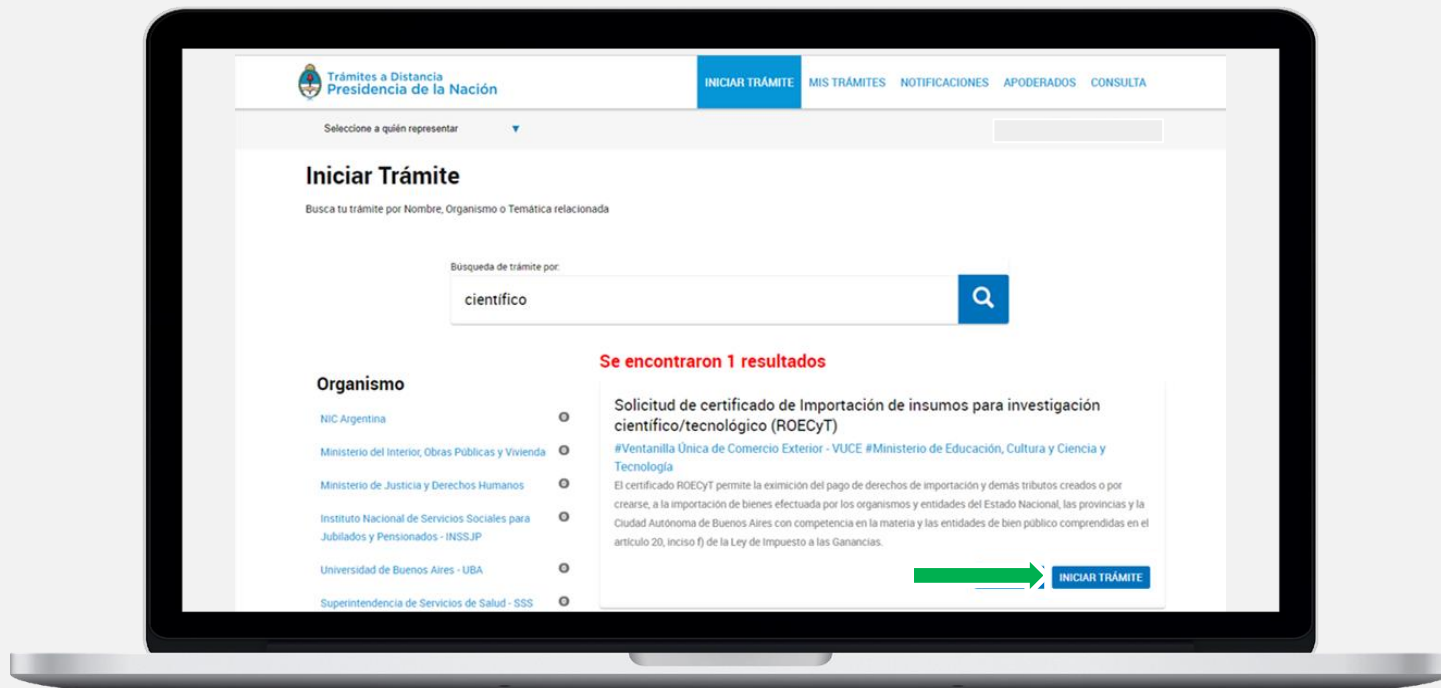 Trámites a Distancia
Presidencia de la Nación
INICIAR TRÁMITE MIS TRÁMITES NOTIFICACIONES APODERADOS CONSULTA
Seleccione a quién representar
Iniciar Trámite
Busca tu trámite por Nombre, Organismo o Temática relacionada
Búsqueda de trámite por:
científico
Se encontraron 1 resultados
Organismo
NIC Argentina
Ministerio del Interior, Obras Públicas y Vivienda
Ministerio de Justicia y Derechos Humanos
Instituto Nacional de Servicios Sociales para
Jubilados y Pensionados - INSSJP
Universidad de Buenos Aires - UBA
Superintendencia de Servicios de Salud - SSS
Solicitud de certificado de Importación de insumos para investigación
científico/tecnológico (ROECyT)
#Ventanilla Única de Comercio Exterior - VUCE #Ministerio de Educación, Cultura y Ciencia y
Tecnología
El certificado ROECyT permite la eximición del pago de derechos de importación y demás tributos creados o por
crearse, a la importación de bienes efectuada por los organismos y entidades del Estado Nacional, las provincias y la
Ciudad Autónoma de Buenos Aires con competencia en la materia y las entidades de bien público comprendidas en el
artículo 20, inciso f) de la Ley de Impuesto a las Ganancias.
INICIAR TRÁMITE